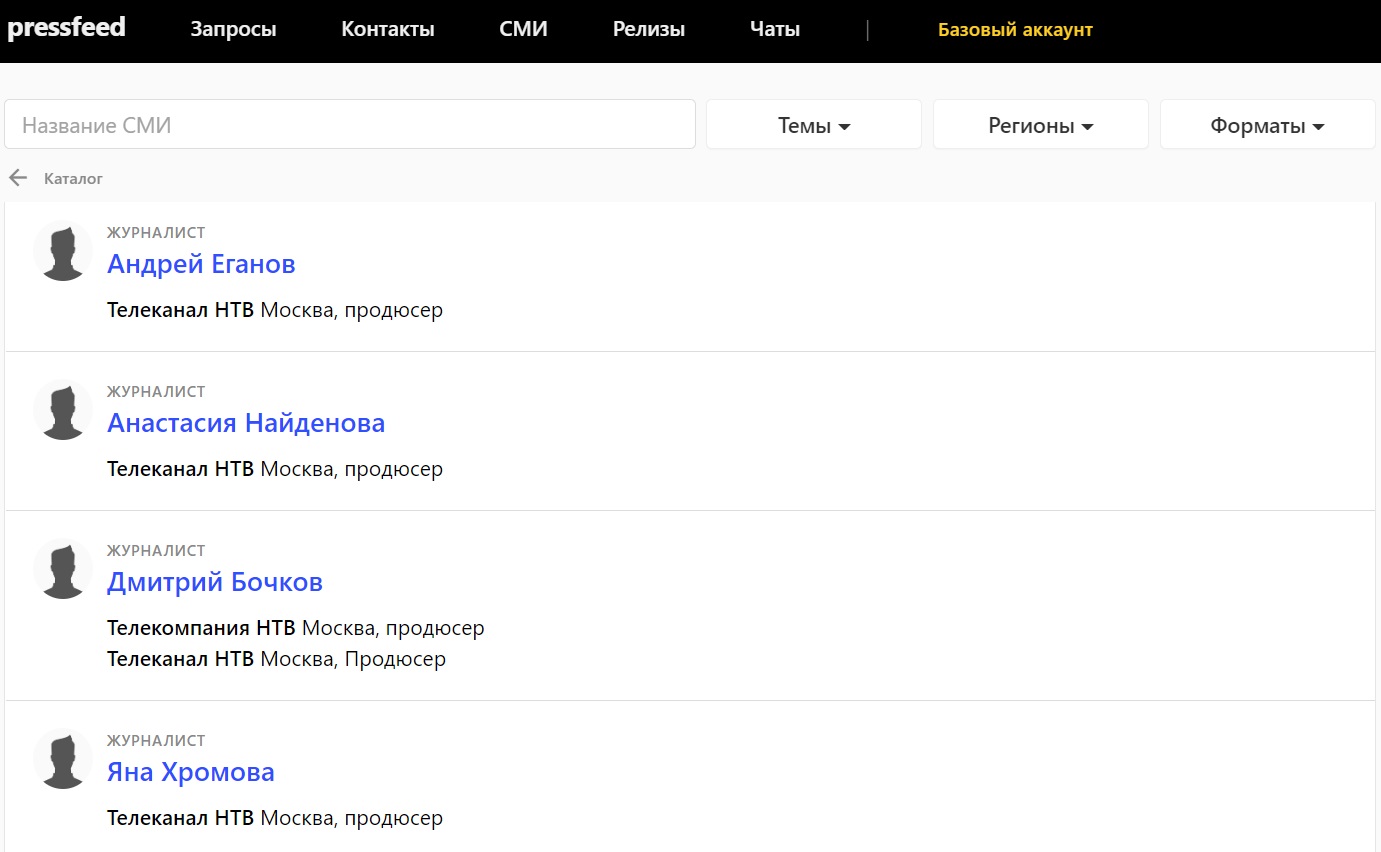 pressfeed Запросы Контакты СМИ Релизы Чаты | Базовый аккаунт
Название СМИ Темы Регионы Форматы
Каталог
ЖУРНАЛИСТ
Андрей Еганов
Телеканал НТВ Москва, продюсер
ЖУРНАЛИСТ
Анастасия Найденова
Телеканал НТВ Москва, продюсер
ЖУРНАЛИСТ
Дмитрий Бочков
Телекомпания НТВ Москва, продюсер
Телеканал НТВ Москва, Продюсер
ЖУРНАЛИСТ
Яна Хромова
Телеканал НТВ Москва, продюсер